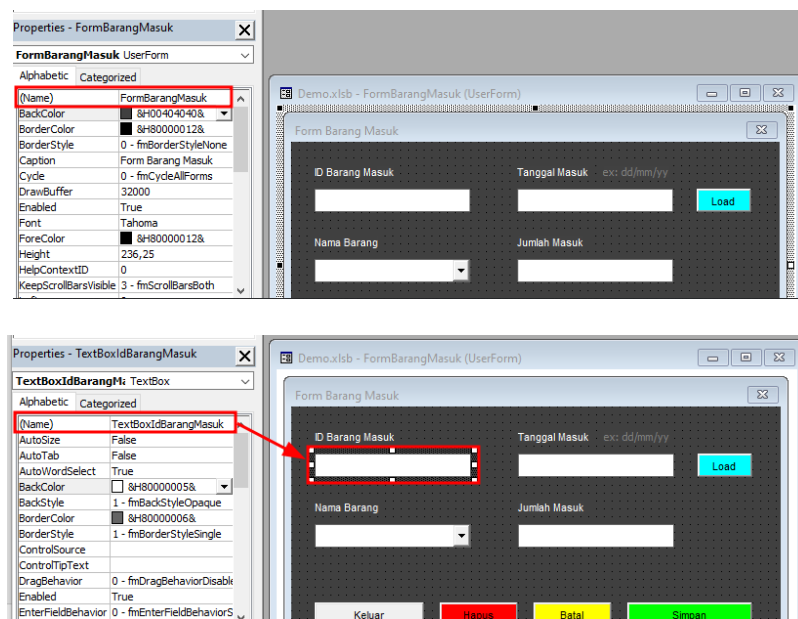 Properties - FormBarangMasuk
FormBarangMasuk UserForm
Alphabetic Categorized
(Name) FormBarangMasuk
BackColor &H00404040&
BorderColor &H80000012&
BorderStyle 0 - fmBorderStyleNone
Caption Form Barang Masuk
Cycle 0 - fmCycleAllForms
DrawBuffer 32000
Enabled True
Font Tahoma
ForeColor &H80000012&
Height 236,25
HelpContextID 0
KeepScrollBarsVisible 3 - fmScrollBarsBoth
Demo.xlsb - FormBarangMasuk (UserForm)
Form Barang Masuk
ID Barang Masuk
Tanggal Masuk ex: dd/mm/yy
Load
Nama Barang
Jumlah Masuk
Properties - TextBoxIdBarangMasuk
TextBoxIdBarangMa TextBox
Alphabetic Categorized
(Name) TextBoxIdBarangMasuk
AutoSize False
AutoTab False
AutoWordSelect True
BackColor &H80000005&
BackStyle 1 - fmBackStyleOpaque
BorderColor &H80000006&
BorderStyle 1 - fmBorderStyleSingle
ControlSource
ControlTipText
DragBehavior 0 - fmDragBehaviorDisable
Enabled True
EnterFieldBehavior 0 - fmEnterFieldBehaviorS
Demo.xlsb - FormBarangMasuk (UserForm)
Form Barang Masuk
ID Barang Masuk
Tanggal Masuk ex: dd/mm/yy
Load
Nama Barang
Jumlah Masuk
Keluar
Hapus
Batal
Simpan